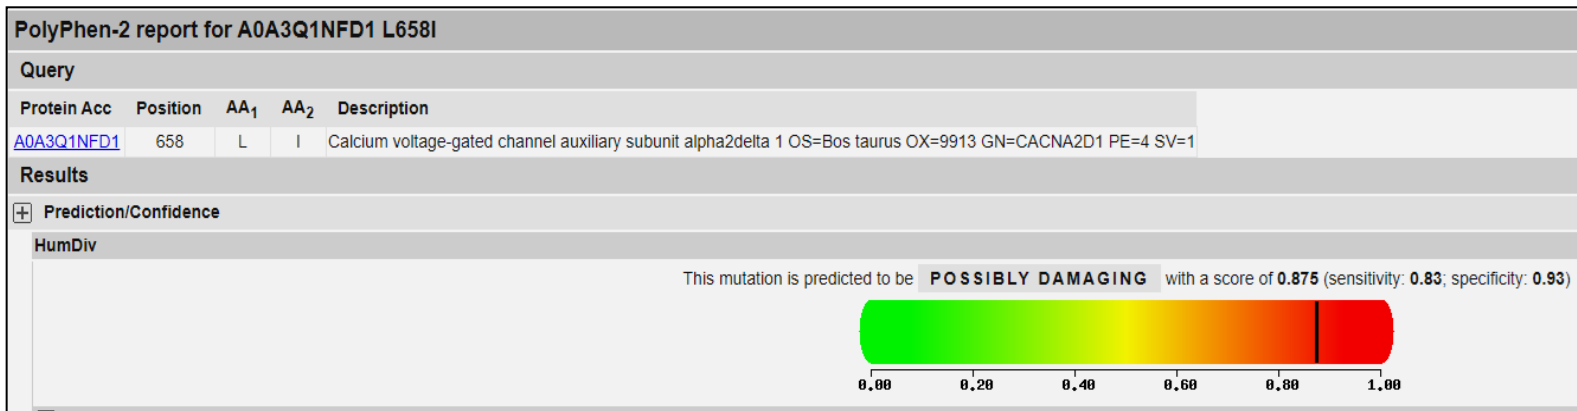 PolyPhen-2 report for A0A3Q1NFD1 L658I
Query
Protein Acc Position AA1 AA2 Description
A0A3Q1NFD1 658 L I Calcium voltage-gated channel auxiliary subunit alpha2delta 1 OS=Bos taurus OX=9913 GN=CACNA2D1 PE=4 SV=1
Results
+ Prediction/Confidence
HumDiv
This mutation is predicted to be POSSIBLY DAMAGING with a score of 0.875 (sensitivity: 0.83; specificity: 0.93)
0.00 0.20 0.40 0.60 0.80 1.00